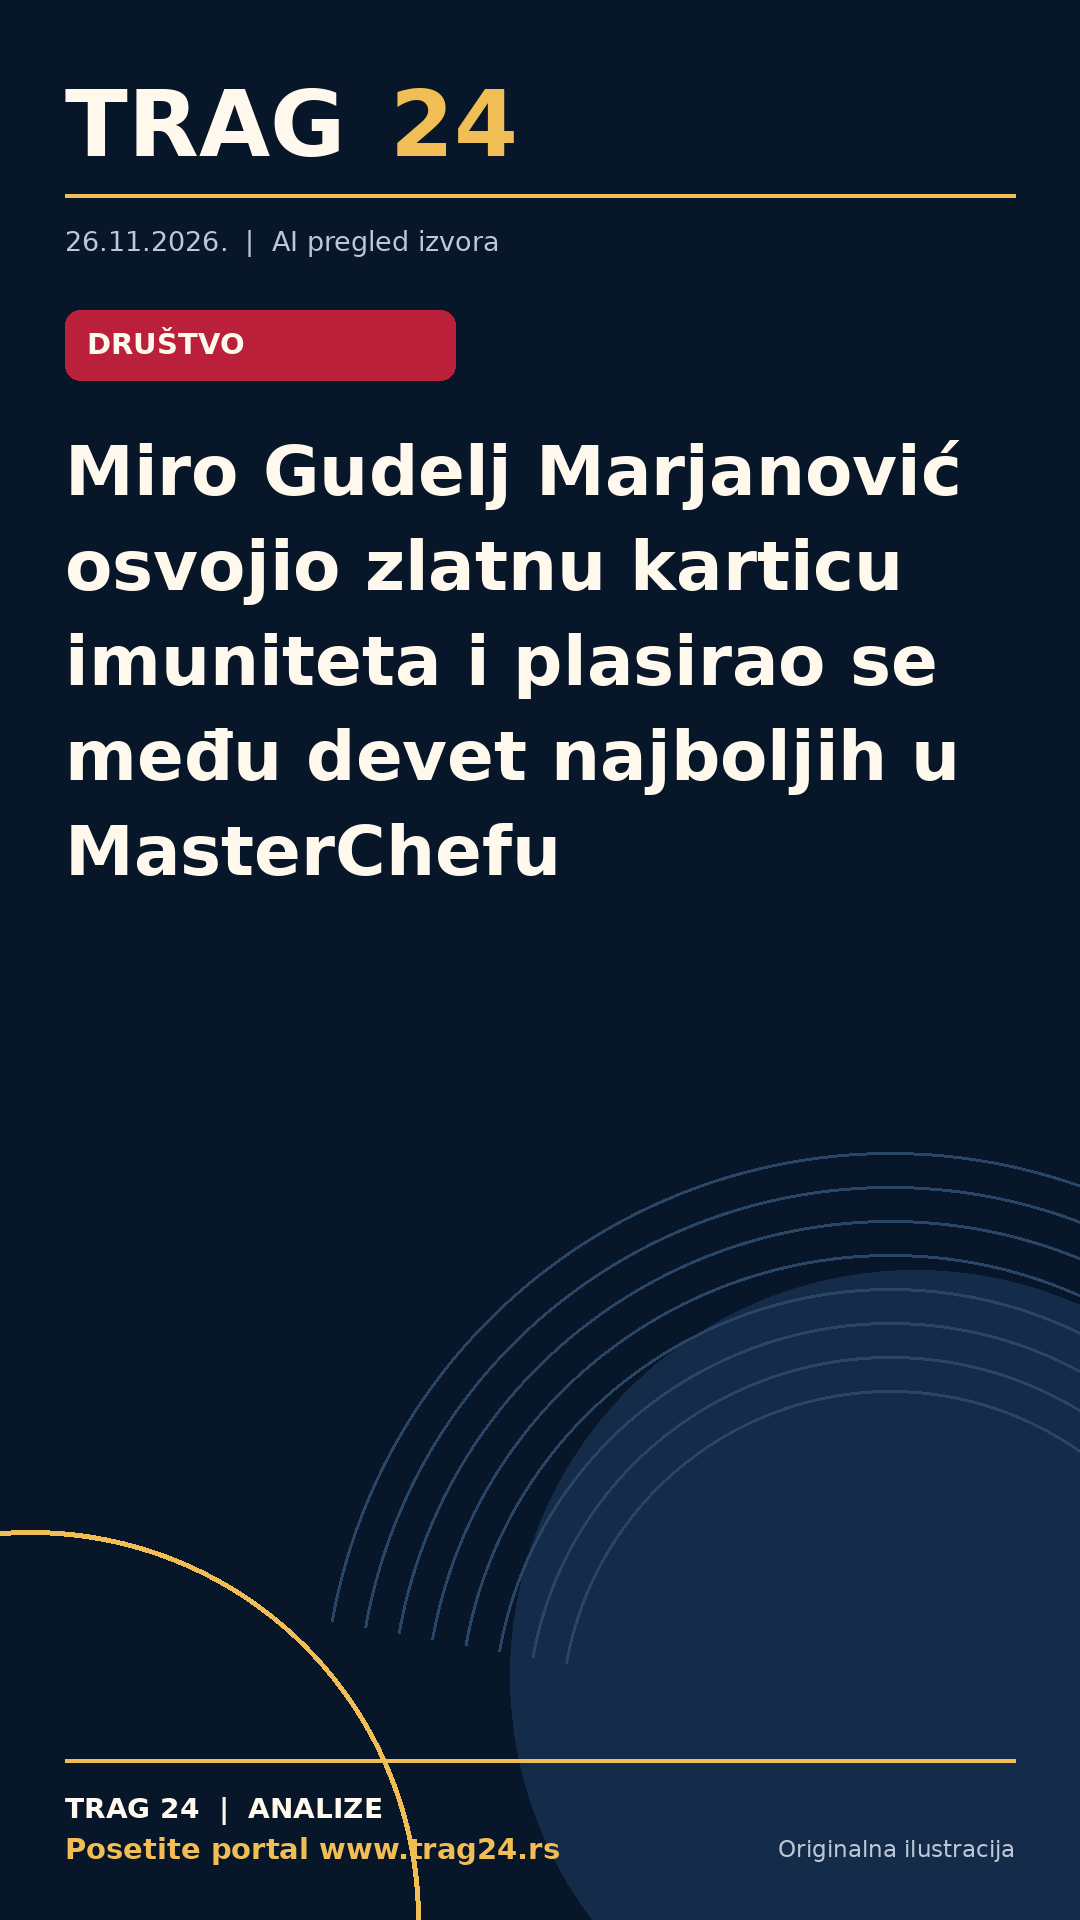 TRAG 24
26.11.2026. | AI pregled izvora
DRUŠTVO
Miro Gudelj Marjanović
osvojio zlatnu karticu
imuniteta i plasirao se
među devet najboljih u
MasterChefu
TRAG 24 | ANALIZE
Posetite portal www.trag24.rs
Originalna ilustracija